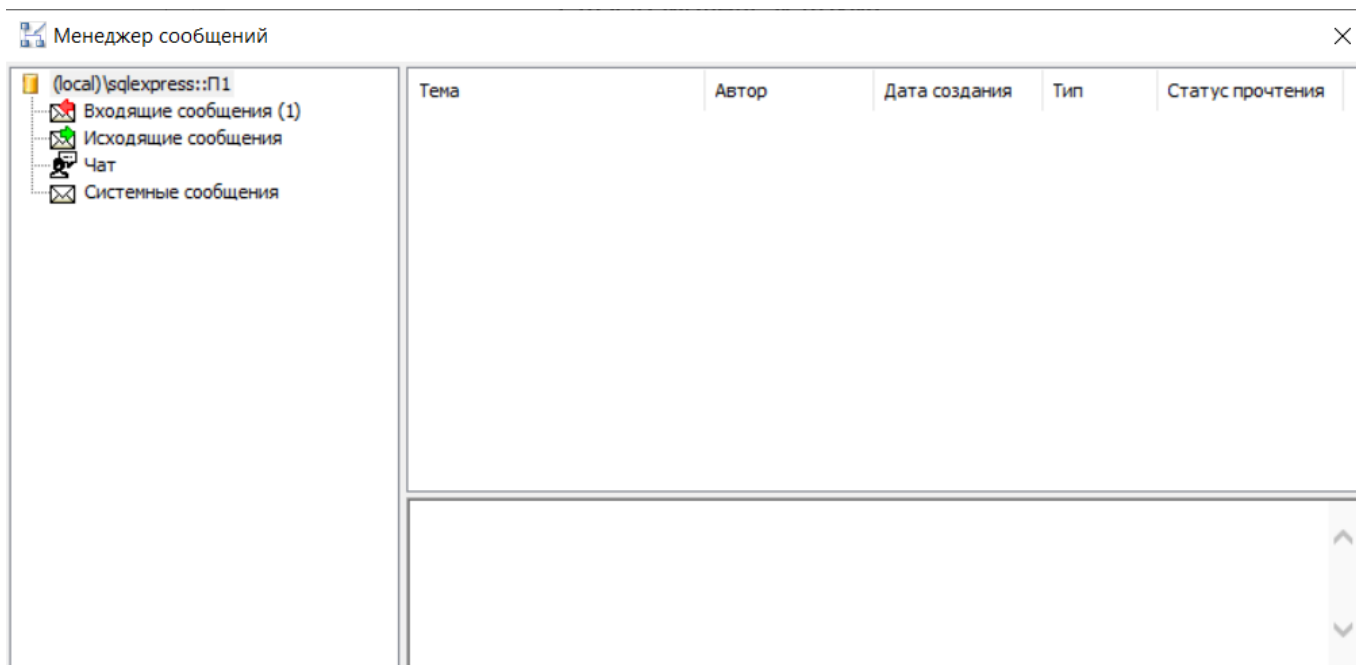 Менеджер сообщений
(local)\sqlexpress::П1
Входящие сообщения (1)
Исходящие сообщения
Чат
Системные сообщения
Тема Автор Дата создания Тип Статус прочтения